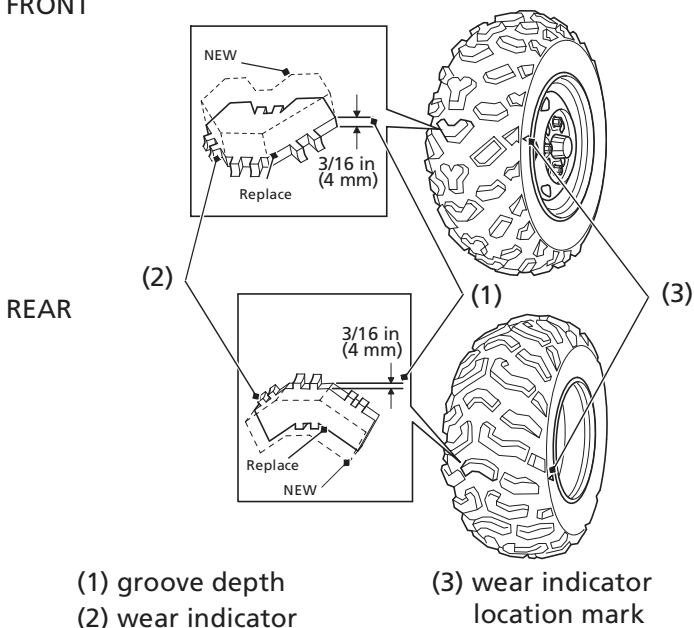 FRONT
NEW
3/16 in
(4 mm)
Replace
(2)
(1)
(3)
REAR
3/16 in
(4 mm)
Replace
NEW
(1) groove depth
(2) wear indicator
(3) wear indicator
location mark